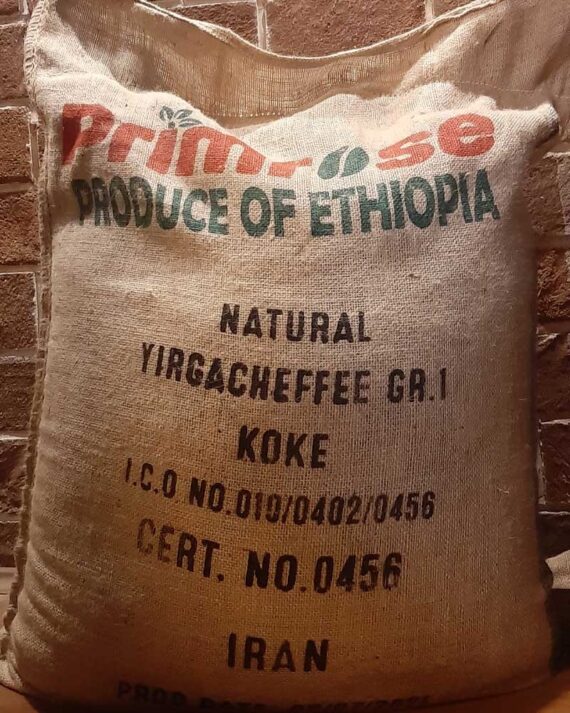 Primrose
PRODUCE OF ETHIOPIA
NATURAL
YIRGACHEFFEE GR.1
KOKE
I.C.O NO.010/0402/0456
CERT. NO.0456
IRAN